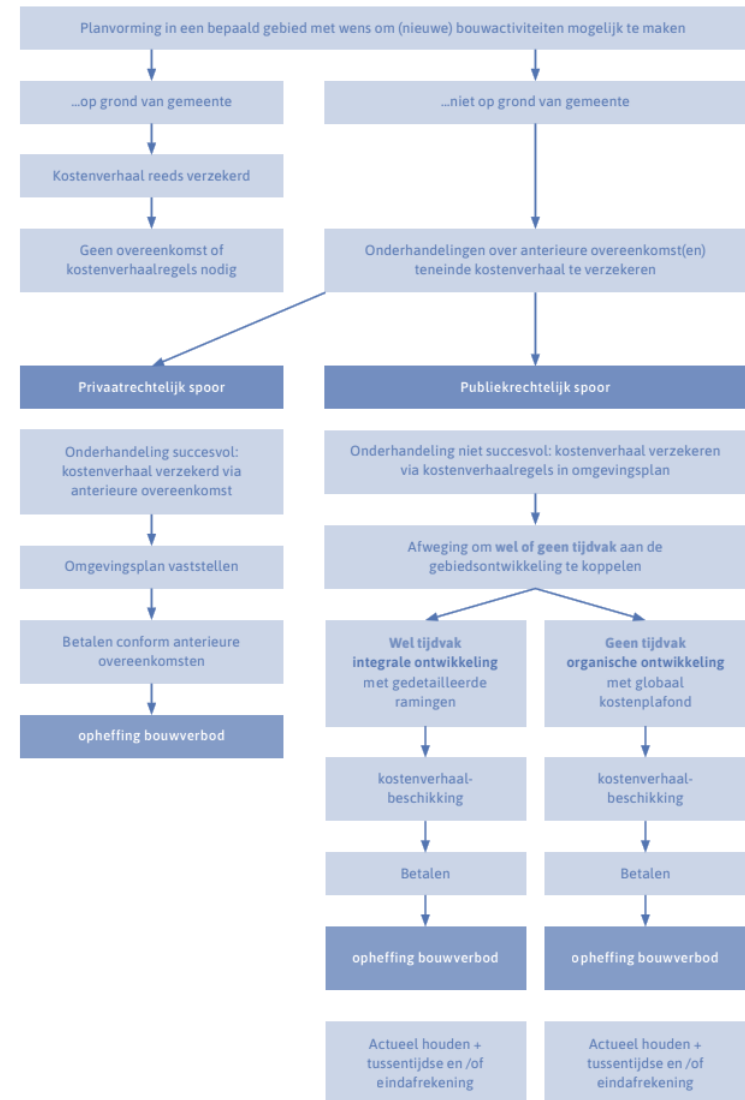 Planvorming in een bepaald gebied met wens om (nieuwe) bouwactiviteiten mogelijk te maken
...op grond van gemeente
...niet op grond van gemeente
Kostenverhaal reeds verzekerd
Geen overeenkomst of
kostenverhaalregels nodig
Onderhandelingen over anterieure overeenkomst(en)
teneinde kostenverhaal te verzekeren
Privaatrechtelijk spoor
Publiekrechtelijk spoor
Onderhandeling succesvol:
kostenverhaal verzekerd via
anterieure overeenkomst
Onderhandeling niet succesvol: kostenverhaal verzekeren
via kostenverhaalregels in omgevingsplan
Omgevingsplan vaststellen
Afweging om wel of geen tijdvak aan de
gebiedsontwikkeling te koppelen
Betalen conform anterieure
overeenkomsten
opheffing bouwverbod
Wel tijdvak
integrale ontwikkeling
met gedetailleerde
ramingen
Geen tijdvak
organische ontwikkeling
met globaal
kostenplafond
kostenverhaal-
beschikking
kostenverhaal-
beschikking
Betalen
Betalen
opheffing bouwverbod
opheffing bouwverbod
Actueel houden +
tussentijdse en /of
eindafrekening
Actueel houden +
tussentijdse en /of
eindafrekening